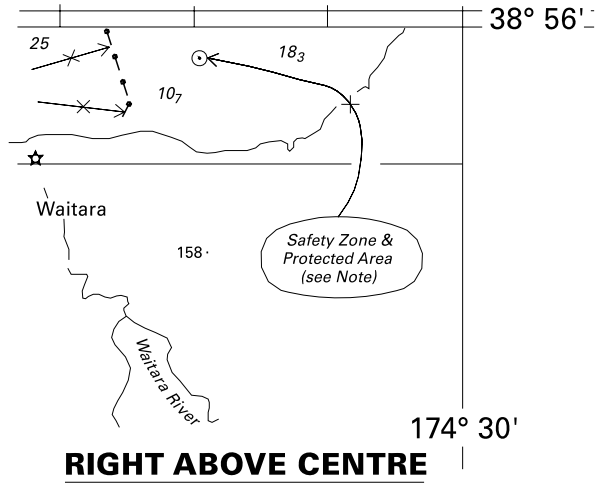 38° 56'
25
18₃
10₇
Waitara
158
Safety Zone &
Protected Area
(see Note)
Waitara River
174° 30'
RIGHT ABOVE CENTRE